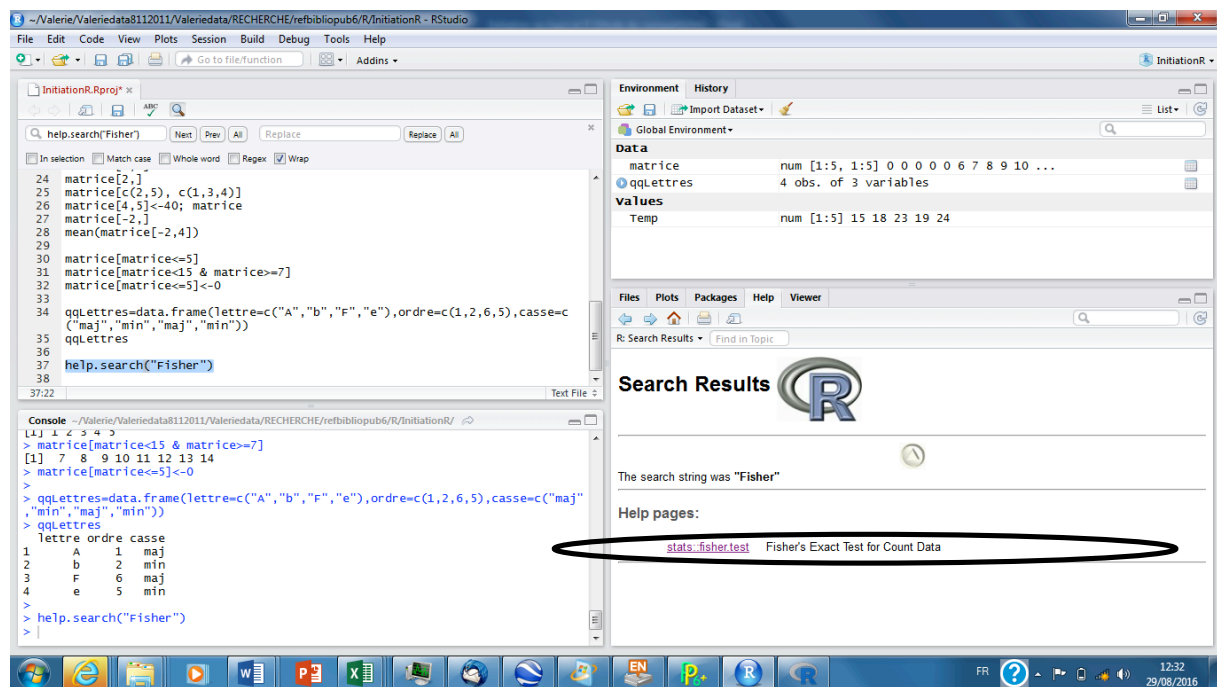 ~/Valerie/Valeriedata8112011/Valeriedata/RECHERCHE/refbibliopub6/R/InitiationR - RStudio
File Edit Code View Plots Session Build Debug Tools Help
Go to file/function Addins InitiationR
InitiationR.Rproj*
ABC
help.search("Fisher") Next Prev All Replace Replace All
In selection Match case Whole word Regex Wrap
24 matrice[2,]
25 matrice[c(2,5), c(1,3,4)]
26 matrice[4,5]<-40; matrice
27 matrice[-2,]
28 mean(matrice[-2,4])
29
30 matrice[matrice<=5]
31 matrice[matrice<15 & matrice>=7]
32 matrice[matrice<=5]<-0
33
34 qqLettres=data.frame(lettre=c("A","b","F","e"),ordre=c(1,2,6,5),casse=c
("maj","min","maj","min"))
35 qqLettres
36
37 help.search("Fisher")
38
37:22 Text File
Console ~/Valerie/Valeriedata8112011/Valeriedata/RECHERCHE/refbibliopub6/R/InitiationR/
[1] 1 2 3 4 5
> matrice[matrice<15 & matrice>=7]
[1] 7 8 9 10 11 12 13 14
> matrice[matrice<=5]<-0
>
> qqLettres=data.frame(lettre=c("A","b","F","e"),ordre=c(1,2,6,5),casse=c("maj"
,"min","maj","min"))
> qqLettres
lettre ordre casse
1 A 1 maj
2 b 2 min
3 F 6 maj
4 e 5 min
>
> help.search("Fisher")
>
Environment History
Import Dataset List
Global Environment
Data
matrice num [1:5, 1:5] 0 0 0 0 0 6 7 8 9 10 ...
qqLettres 4 obs. of 3 variables
Values
Temp num [1:5] 15 18 23 19 24
Files Plots Packages Help Viewer
R: Search Results Find in Topic
Search Results R
The search string was "Fisher"
Help pages:
stats::fisher.test Fisher's Exact Test for Count Data
EN
FR 12:32
29/08/2016